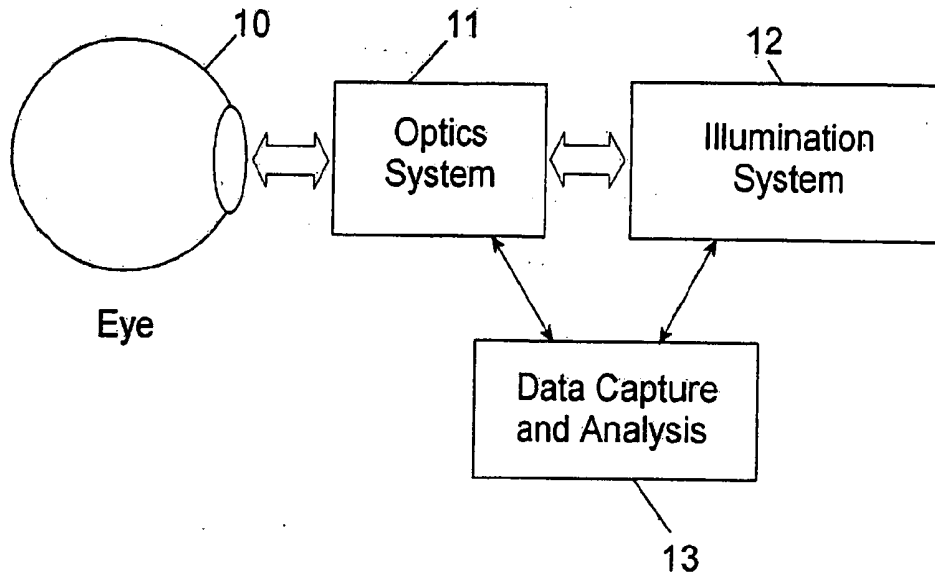 10
11
12
Optics
System
Illumination
System
Eye
Data Capture
and Analysis
13